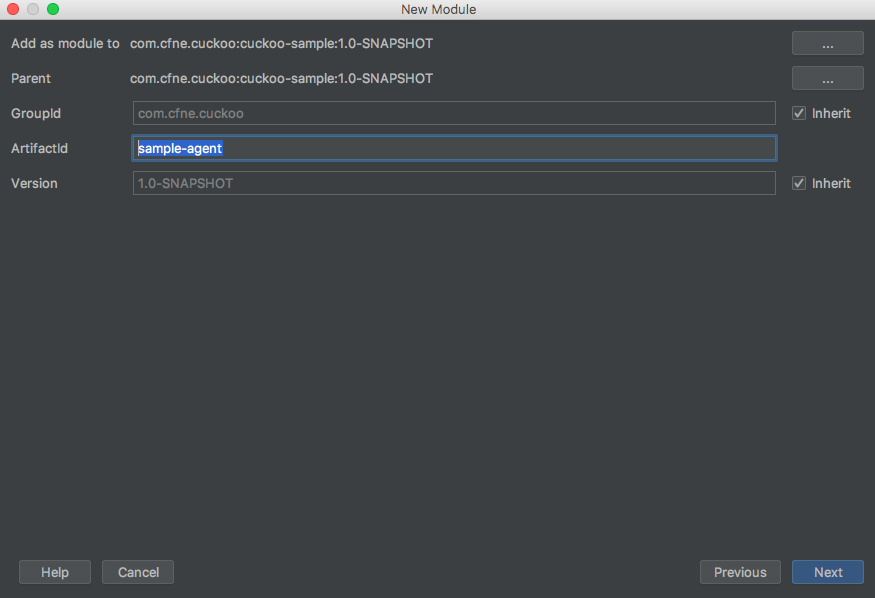 New Module
Add as module to com.cfne.cuckoo:cuckoo-sample:1.0-SNAPSHOT ...
Parent com.cfne.cuckoo:cuckoo-sample:1.0-SNAPSHOT ...
GroupId com.cfne.cuckoo Inherit
ArtifactId sample-agent
Version 1.0-SNAPSHOT Inherit
Help Cancel Previous Next